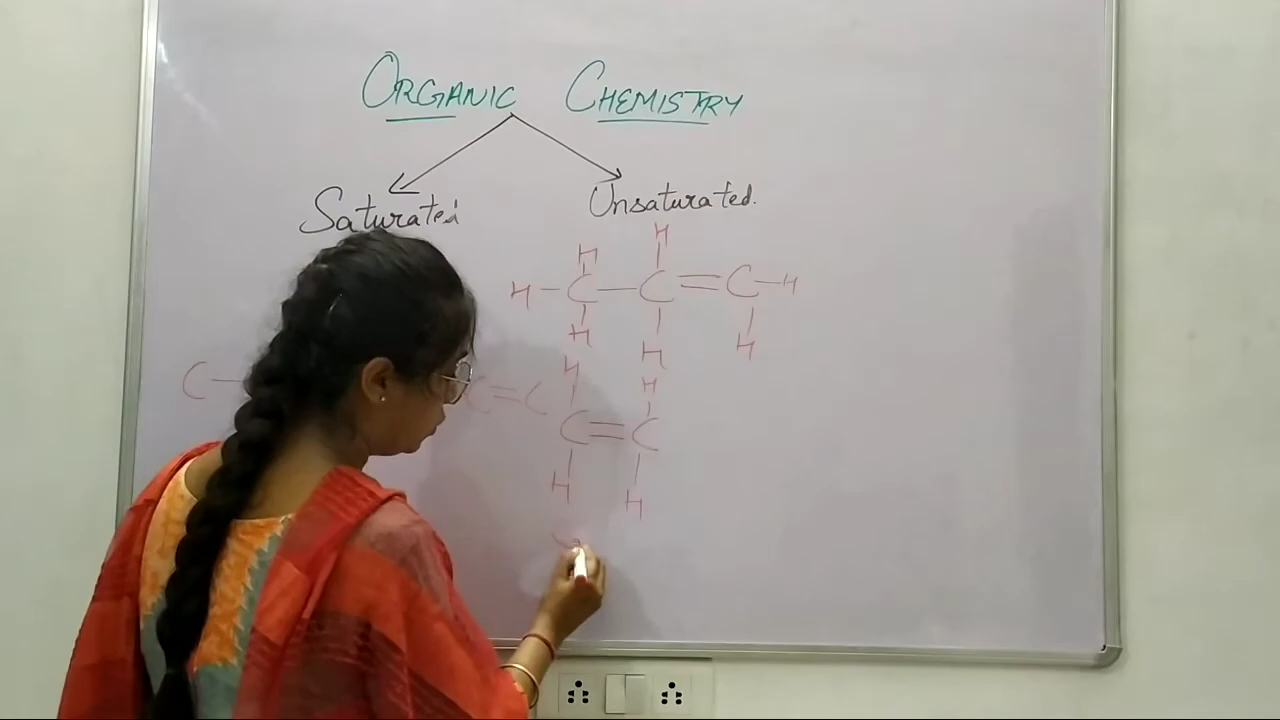 ORGANIC CHEMISTRY
Saturated Unsaturated.
H
H
H – C – C = C – H
H H H
H H
C – C = C C = C
H H